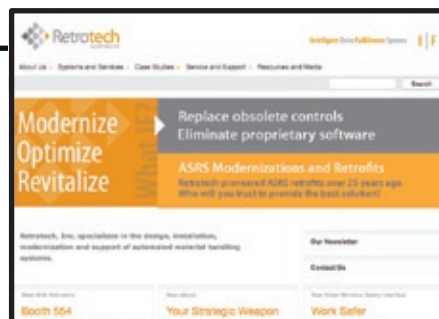 Retrotech
About Us Systems and Services Case Studies Service and Support Resources and Media
Search
Modernize
Optimize
Revitalize
What IF?
Replace obsolete controls
Eliminate proprietary software
ASRS Modernizations and Retrofits
Retrotech pioneered ASRS retrofits over 25 years ago.
Who will you trust to provide the best solution?
Retrotech, Inc. specializes in the design, installation,
modernization and support of automated material handling
systems.
Our Newsletter
Contact Us
Booth 554
Your Strategic Weapon
Work Safer